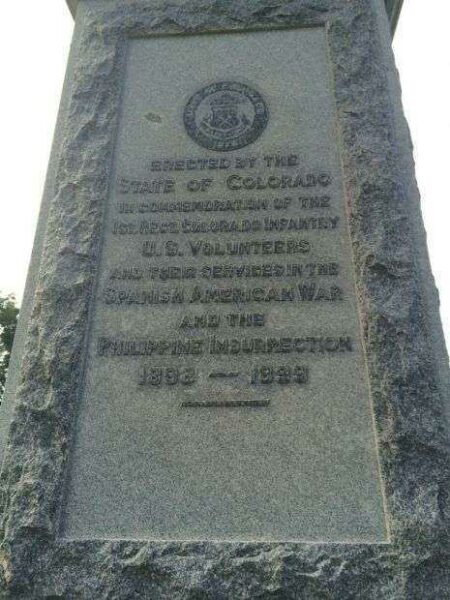 ERECTED BY THE
STATE OF COLORADO
IN COMMEMORATION OF THE
1ST REGT. COLORADO INFANTRY
U. S. VOLUNTEERS
AND THEIR SERVICES IN THE
SPANISH AMERICAN WAR
AND THE
PHILIPPINE INSURRECTION
1898 — 1899